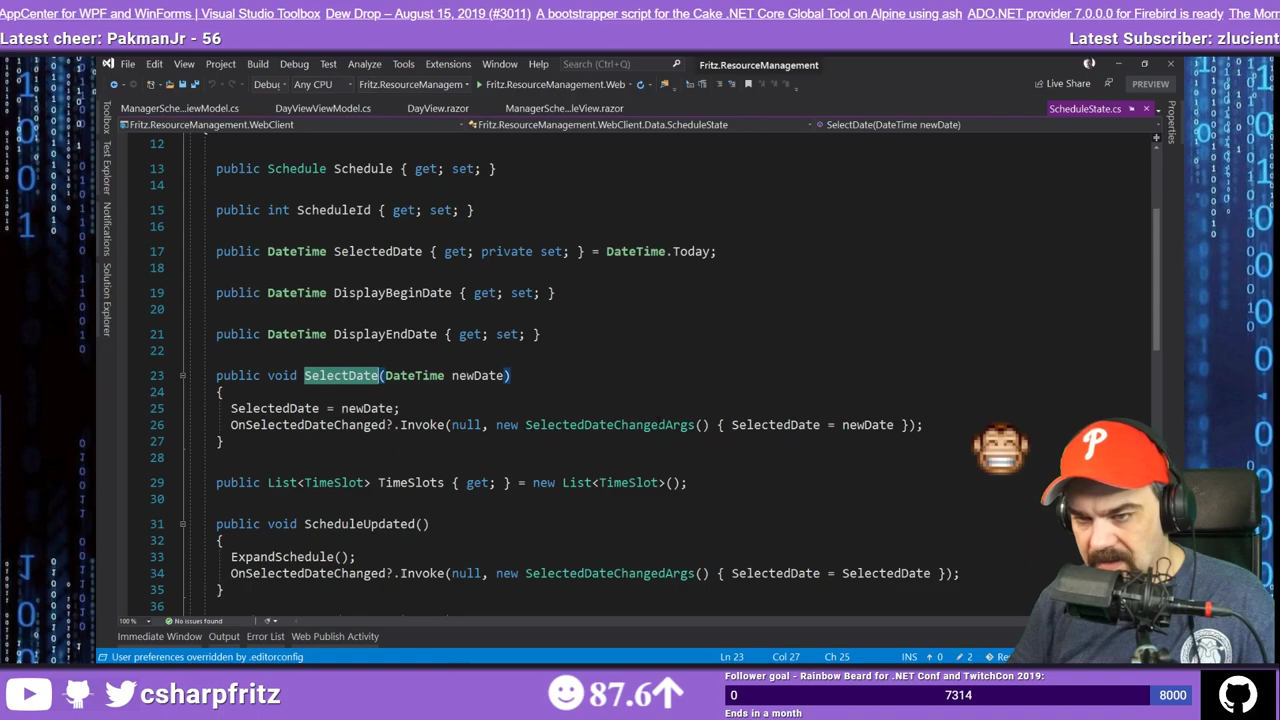 AppCenter for WPF and WinForms | Visual Studio Toolbox Dew Drop – August 15, 2019 (#3011) A bootstrapper script for the Cake .NET Core Global Tool on Alpine using ash ADO.NET provider 7.0.0.0 for Firebird is ready The Morn
Latest cheer: PakmanJr - 56 Latest Subscriber: zlucient
File Edit View Project Build Debug Test Analyze Tools Extensions Window Help Search (Ctrl+Q) Fritz.ResourceManagement
Debug Any CPU Fritz.ResourceManagem Fritz.ResourceManagement.Web Live Share PREVIEW
ManagerSche...iewModel.cs DayViewViewModel.cs DayView.razor ManagerSche...leView.razor ScheduleState.cs
Fritz.ResourceManagement.WebClient Fritz.ResourceManagement.WebClient.Data.ScheduleState SelectDate(DateTime newDate)
Toolbox
Test Explorer
Notifications
Solution Explorer
Properties
12
13 public Schedule Schedule { get; set; }
14
15 public int ScheduleId { get; set; }
16
17 public DateTime SelectedDate { get; private set; } = DateTime.Today;
18
19 public DateTime DisplayBeginDate { get; set; }
20
21 public DateTime DisplayEndDate { get; set; }
22
23 public void SelectDate(DateTime newDate)
24 {
25 SelectedDate = newDate;
26 OnSelectedDateChanged?.Invoke(null, new SelectedDateChangedArgs() { SelectedDate = newDate });
27 }
28
29 public List<TimeSlot> TimeSlots { get; } = new List<TimeSlot>();
30
31 public void ScheduleUpdated()
32 {
33 ExpandSchedule();
34 OnSelectedDateChanged?.Invoke(null, new SelectedDateChangedArgs() { SelectedDate = SelectedDate });
35 }
36
100 % No issues found
Immediate Window Output Error List Web Publish Activity
User preferences overridden by .editorconfig Ln 23 Col 27 Ch 25 INS 0 2
csharpfritz 87.6↑
Follower goal - Rainbow Beard for .NET Conf and TwitchCon 2019:
0 7314 8000
Ends in a month